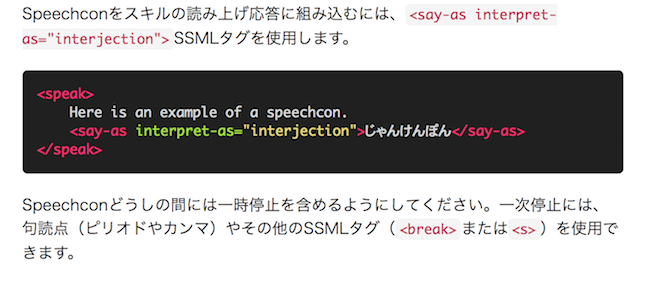 Speechconをスキルの読み上げ応答に組み込むには、<say-as interpret-
as="interjection">SSMLタグを使用します。
<speak>
    Here is an example of a speechcon.
    <say-as interpret-as="interjection">じゃんけんぽん</say-as>
</speak>
Speechconどうしの間には一時停止を含めるようにしてください。一次停止には、
句読点（ピリオドやカンマ）やその他のSSMLタグ（<break>または<s>）を使用で
きます。